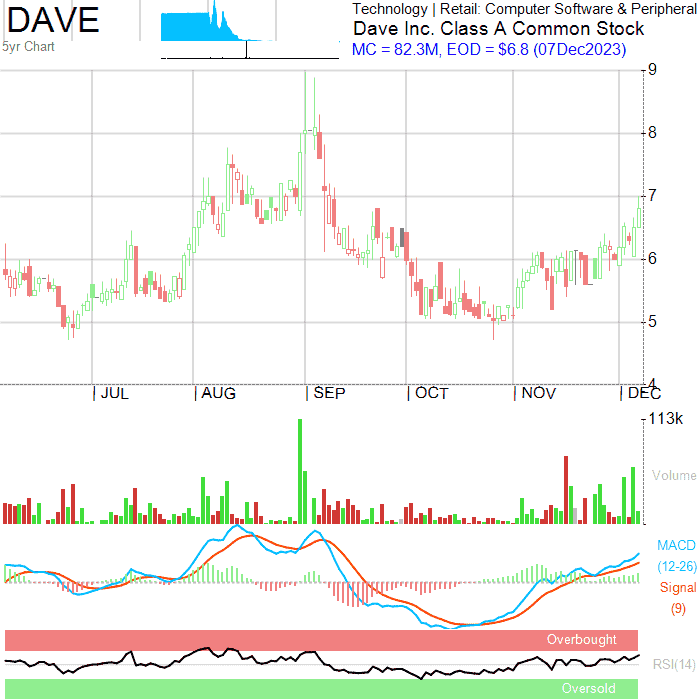 DAVE
5yr Chart
Technology | Retail: Computer Software & Peripheral
Dave Inc. Class A Common Stock
MC = 82.3M, EOD = $6.8 (07Dec2023)
9
8
7
6
5
4
JUL
AUG
SEP
OCT
NOV
DEC
113k
Volume
MACD
(12-26)
Signal
(9)
Overbought
RSI(14)
Oversold